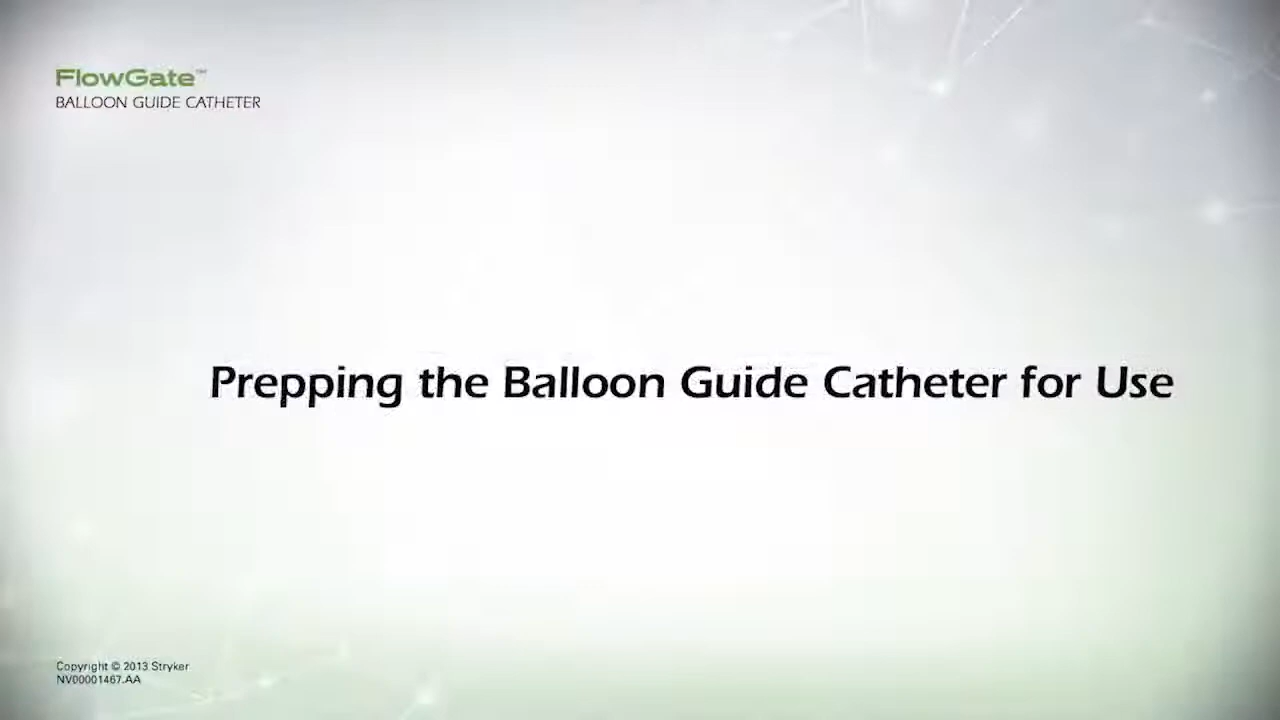 FlowGate™
BALLOON GUIDE CATHETER
Prepping the Balloon Guide Catheter for Use
Copyright © 2013 Stryker
NV00001467.AA